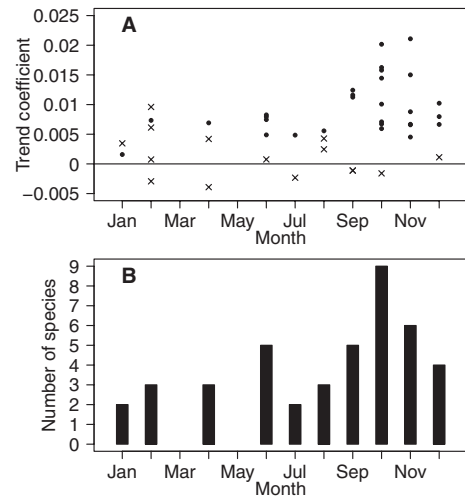 A
0.025
0.02
0.015
0.01
0.005
0
−0.005
Trend coefficient
Jan Mar May Jul Sep Nov
Month
B
9
8
7
6
5
4
3
2
1
0
Number of species
Jan Mar May Jul Sep Nov
Month